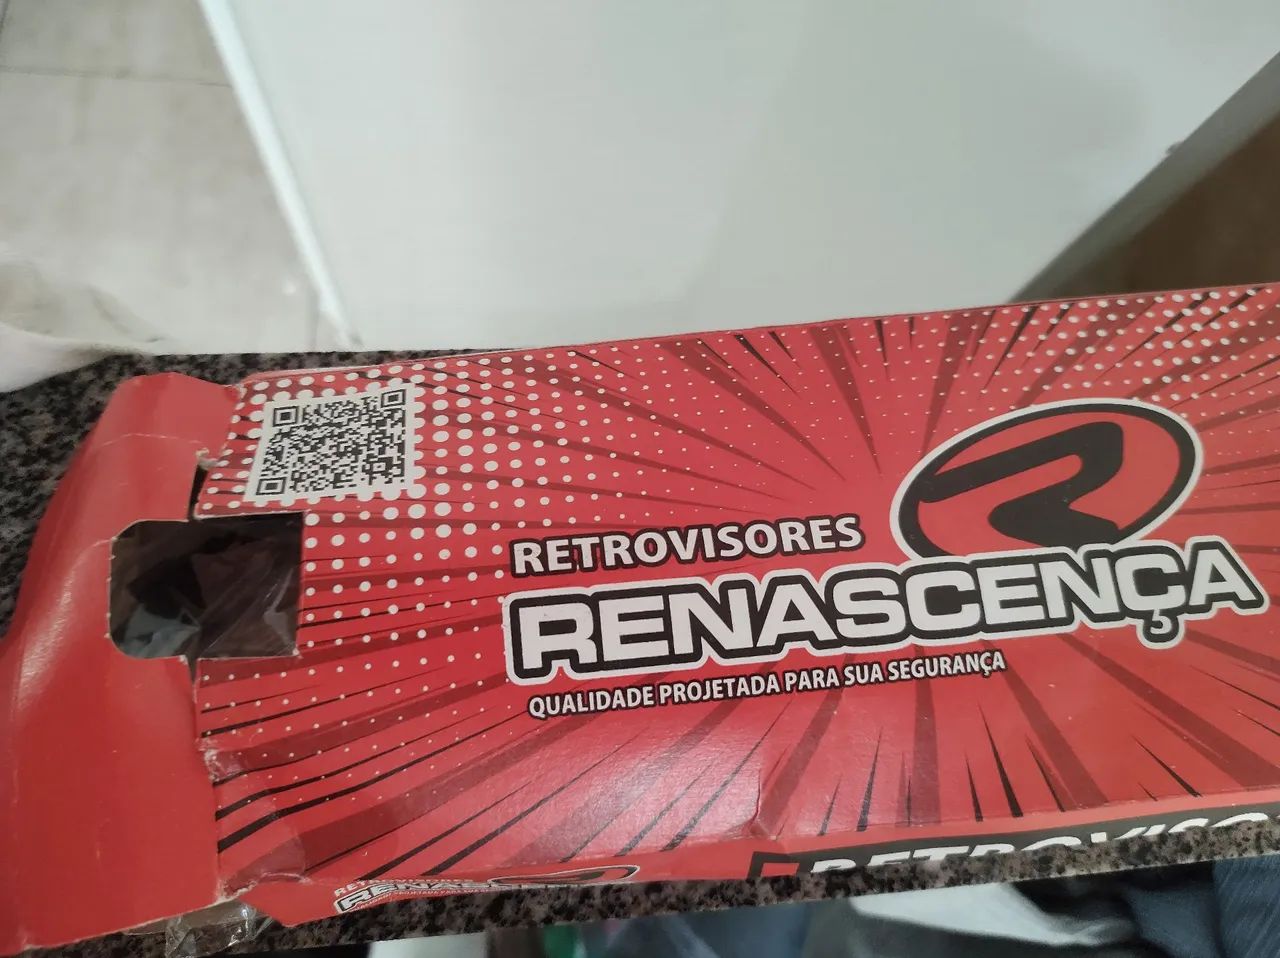 RETROVISORES
RENASCENÇA
QUALIDADE PROJETADA PARA SUA SEGURANÇA
RETROVISORES
RENASCENÇA